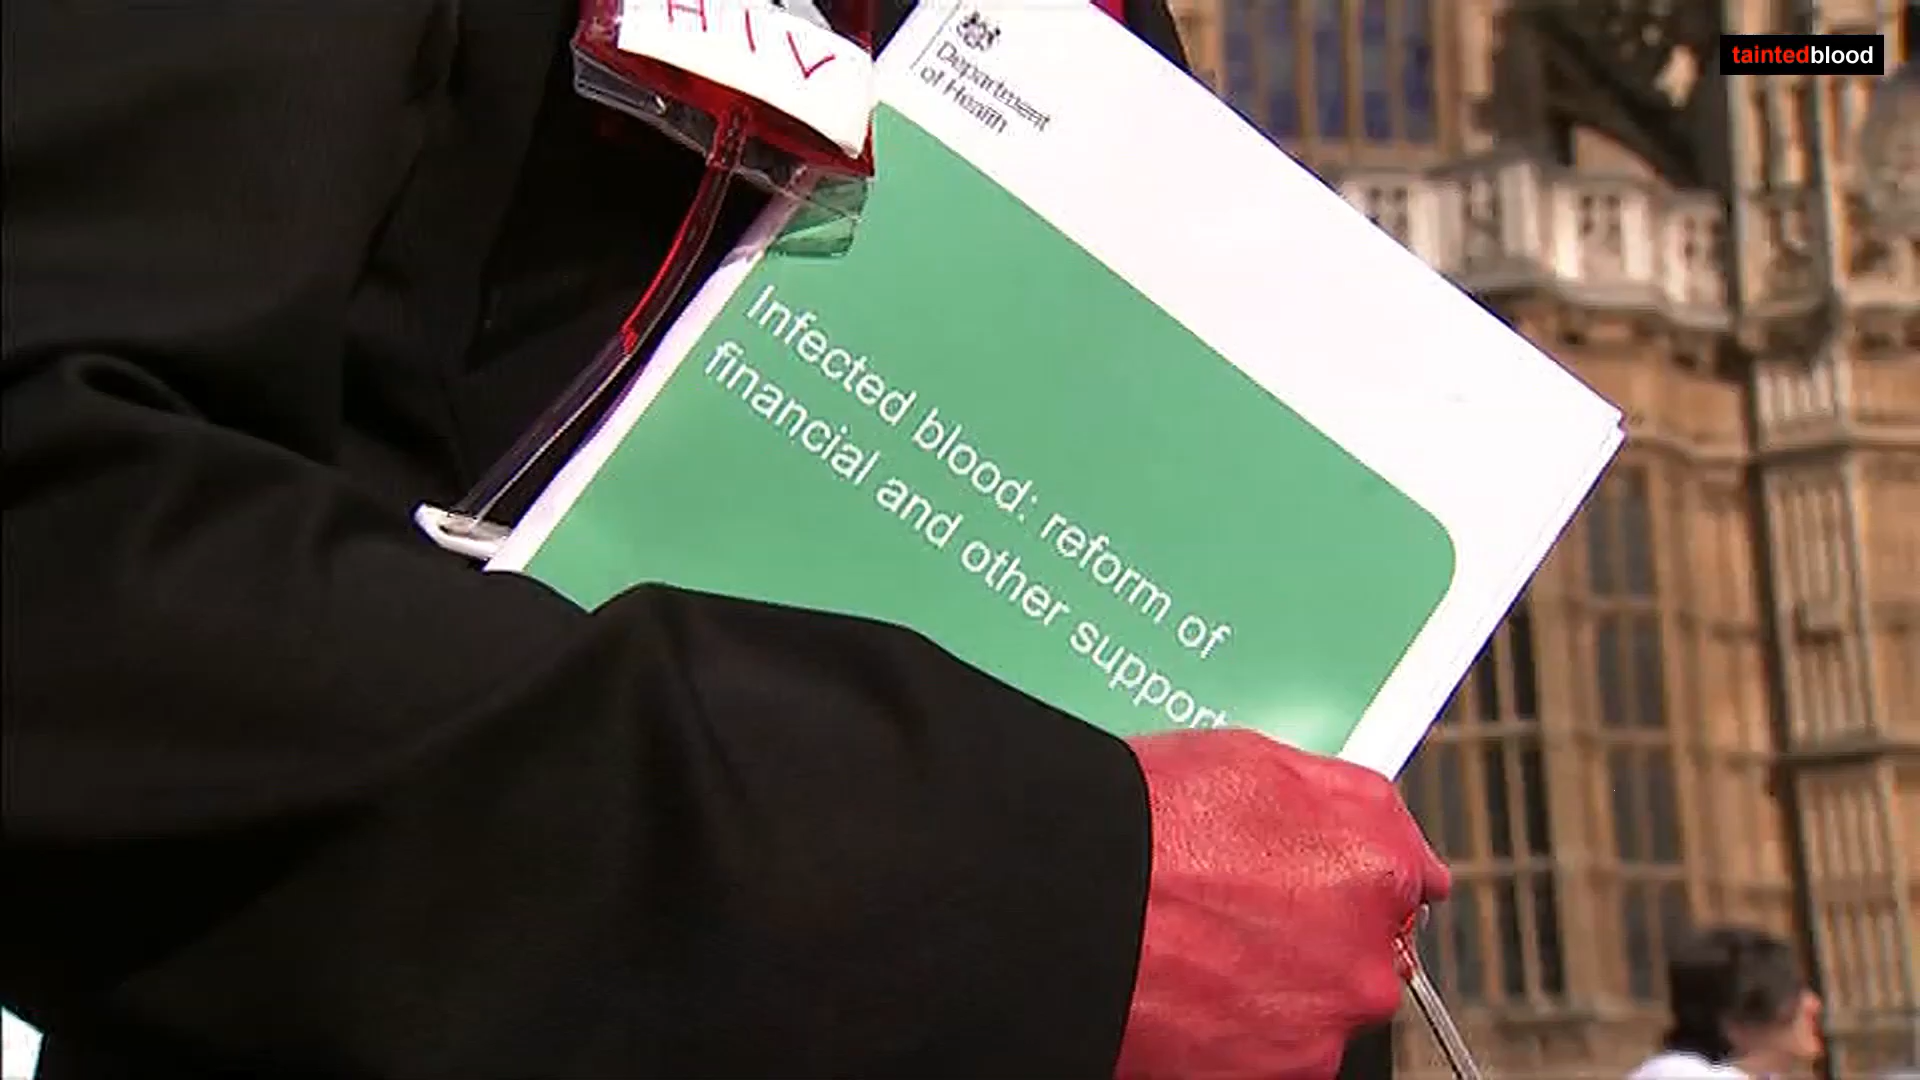 HIV
taintedblood
Department
of Health
Infected blood: reform of
financial and other support